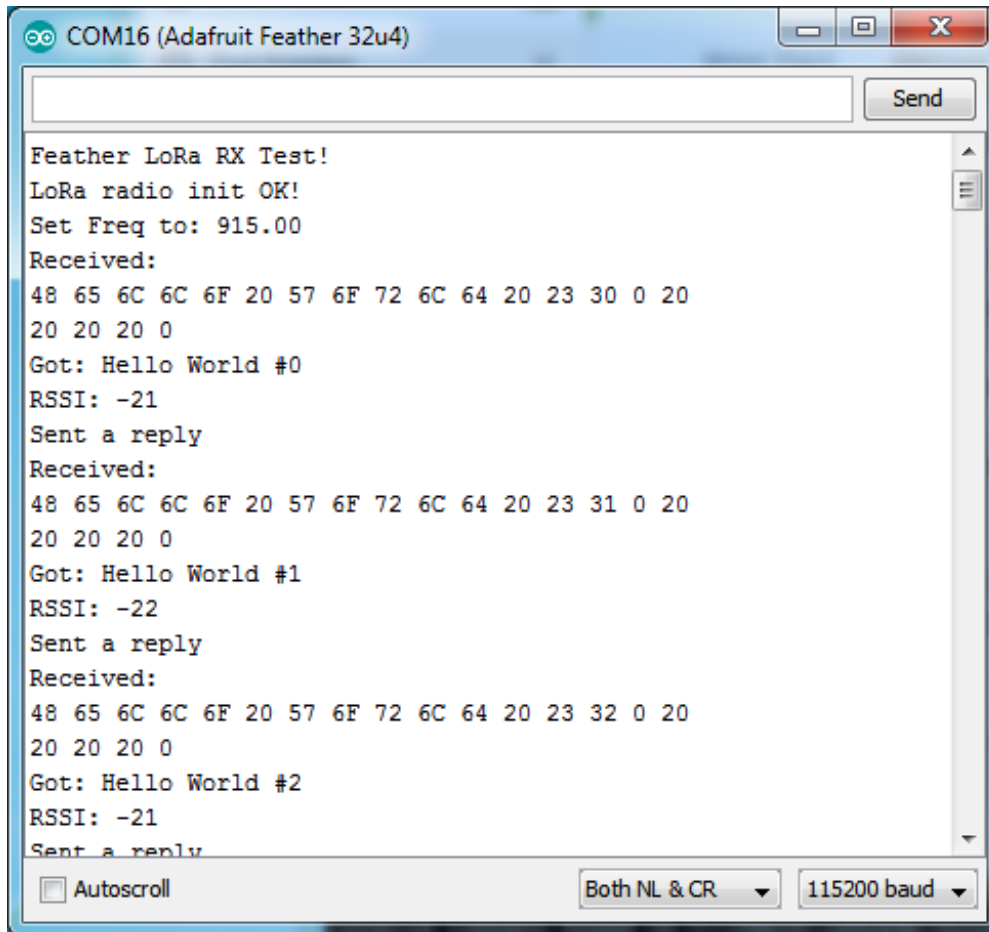 COM16 (Adafruit Feather 32u4)
Send
Feather LoRa RX Test!
LoRa radio init OK!
Set Freq to: 915.00
Received:
48 65 6C 6C 6F 20 57 6F 72 6C 64 20 23 30 0 20
20 20 20 0
Got: Hello World #0
RSSI: -21
Sent a reply
Received:
48 65 6C 6C 6F 20 57 6F 72 6C 64 20 23 31 0 20
20 20 20 0
Got: Hello World #1
RSSI: -22
Sent a reply
Received:
48 65 6C 6C 6F 20 57 6F 72 6C 64 20 23 32 0 20
20 20 20 0
Got: Hello World #2
RSSI: -21
Sent a reply
Autoscroll
Both NL & CR
115200 baud